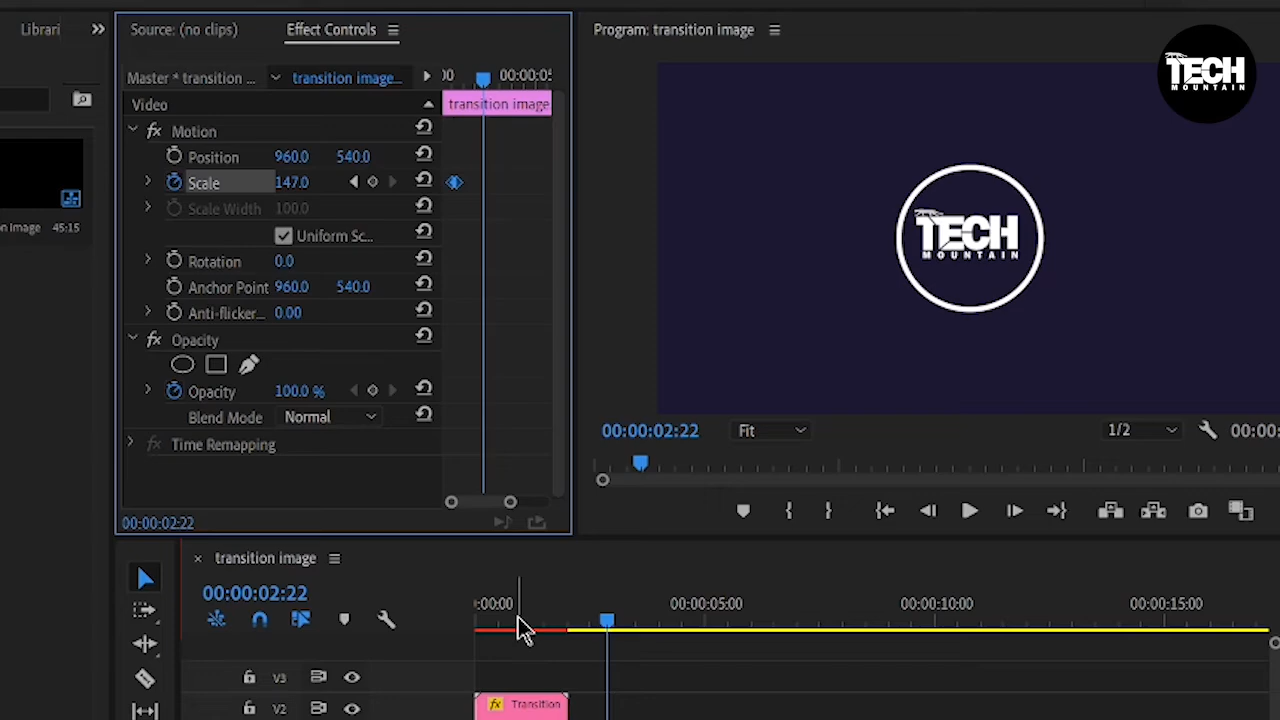 Librari
Source: (no clips)
Effect Controls
Program: transition image
TECH
MOUNTAIN
Master * transition ...
transition image...
:00
00:00:05
Video
transition image
Motion
Position 960.0 540.0
Scale 147.0
Scale Width 100.0
Uniform Sc...
Rotation 0.0
on Image 45:15
Anchor Point 960.0 540.0
Anti-flicker... 0.00
Opacity
Opacity 100.0 %
Blend Mode Normal
Time Remapping
00:00:02:22
TECH
MOUNTAIN
00:00:02:22
Fit
1/2
00:00:
× transition image
00:00:02:22
:00:00
00:00:05:00
00:00:10:00
00:00:15:00
V3
V2
fx Transition